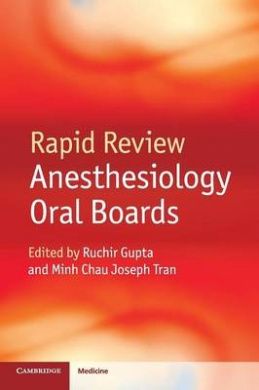 Rapid Review
Anesthesiology
Oral Boards
Edited by Ruchir Gupta
and Minh Chau Joseph Tran
CAMBRIDGE
Medicine